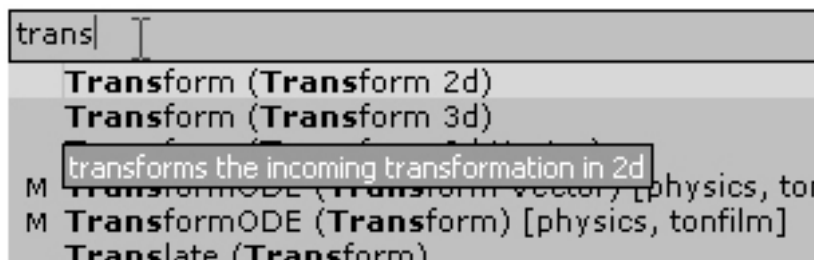 trans
Transform (Transform 2d)
Transform (Transform 3d)
transforms the incoming transformation in 2d
M TransformODE (Transform Vector) [physics, ton
M TransformODE (Transform) [physics, tonfilm]
Translate (Transform)